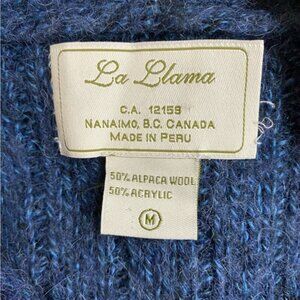 La Llama
C.A. 12159
NANAIMO, B.C. CANADA
MADE IN PERU
50% ALPACA WOOL
50% ACRYLIC
M